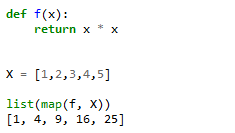 def f(x):
    return x * x
X = [1,2,3,4,5]
list(map(f, X))
[1, 4, 9, 16, 25]